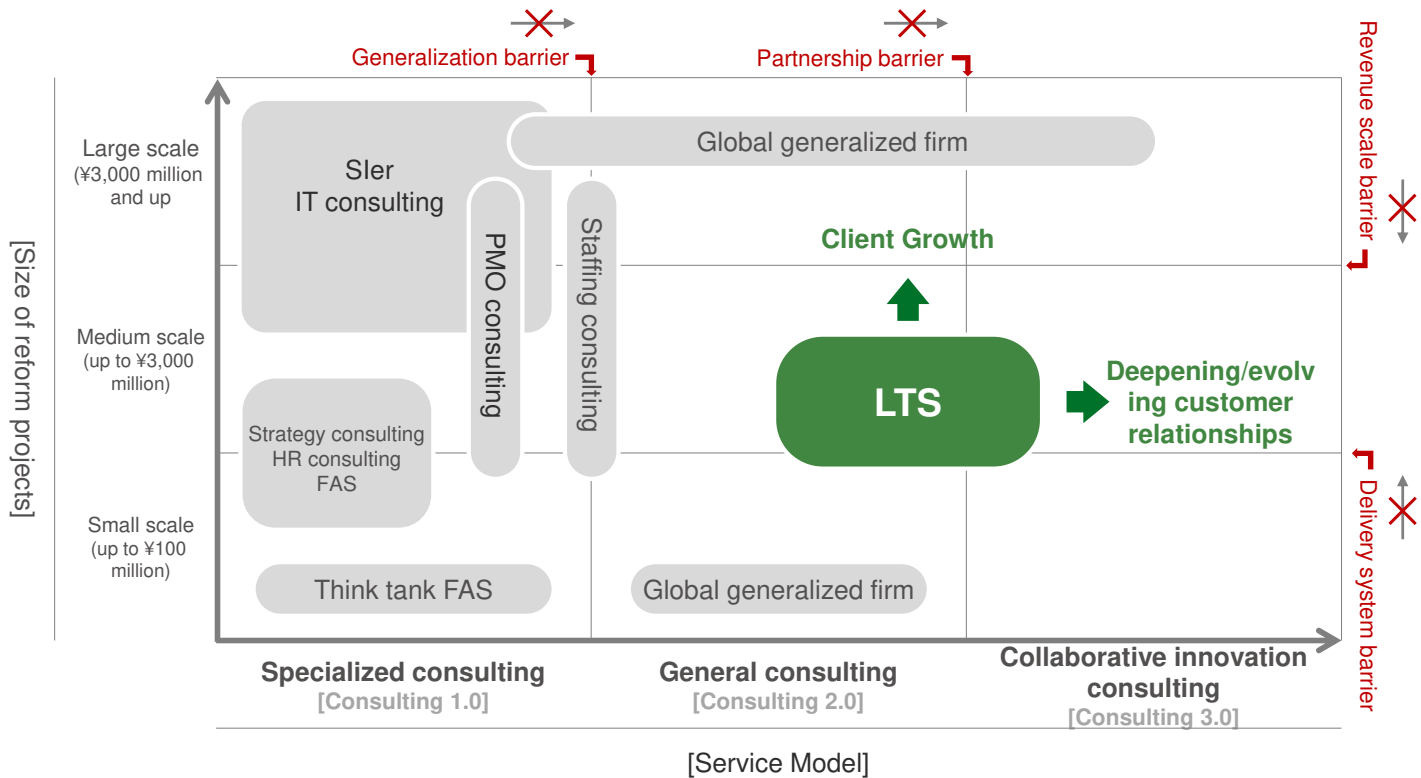 Generalization barrier
Partnership barrier
Revenue scale barrier
Large scale
(¥3,000 million
and up
SIer
IT consulting
Global generalized firm
PMO consulting
Staffing consulting
Client Growth
[Size of reform projects]
Medium scale
(up to ¥3,000
million)
LTS
Deepening/evolv
ing customer
relationships
Strategy consulting
HR consulting
FAS
Small scale
(up to ¥100
million)
Think tank FAS
Global generalized firm
Delivery system barrier
Specialized consulting
[Consulting 1.0]
General consulting
[Consulting 2.0]
Collaborative innovation
consulting
[Consulting 3.0]
[Service Model]